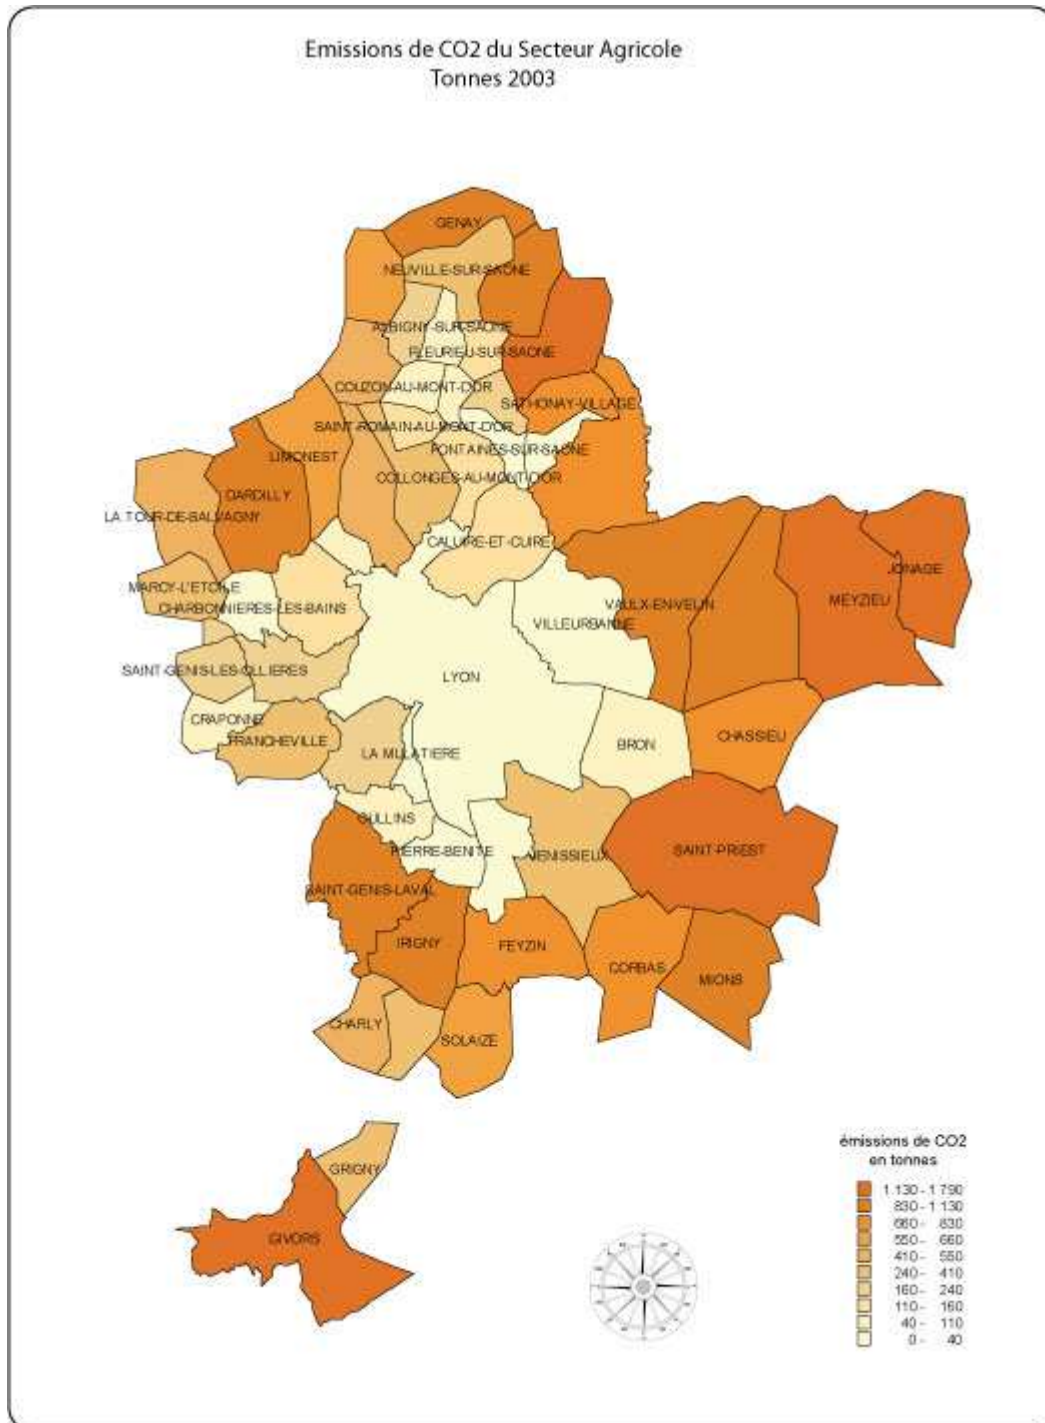 Emissions de CO2 du Secteur Agricole
Tonnes 2003
GENAY
NEUVILLE-SUR-SAONE
ALBIGNY-SUR-SAONE
FLEURIEU-SUR-SAONE
COUZON-AU-MONT-D'OR
SATHONAY-VILLAGE
SAINT-ROMAIN-AU-MONT-D'OR
FONTAINES-SUR-SAONE
LIMONEST
COLLONGES-AU-MONT-D'OR
DARDILLY
LA TOUR-DE-SALVAGNY
CALUIRE-ET-CUIRE
JONAGE
MARCY-L'ETOILE
MEYZIEU
CHARBONNIERES-LES-BAINS
VAULX-EN-VELIN
VILLEURBANNE
SAINT-GENIS-LES-OLLIERES
LYON
CRAPONNE
CHASSIEU
FRANCHEVILLE
BRON
LA MULATIERE
OULLINS
PIERRE-BENITE
VENISSIEUX
SAINT-PRIEST
SAINT-GENIS-LAVAL
IRIGNY
FEYZIN
CORBAS
MIONS
CHARLY
SOLAIZE
GRIGNY
GIVORS
émissions de CO2
en tonnes
1 130 - 1 790
830 - 1 130
660 - 830
550 - 660
410 - 550
240 - 410
160 - 240
110 - 160
40 - 110
0 - 40